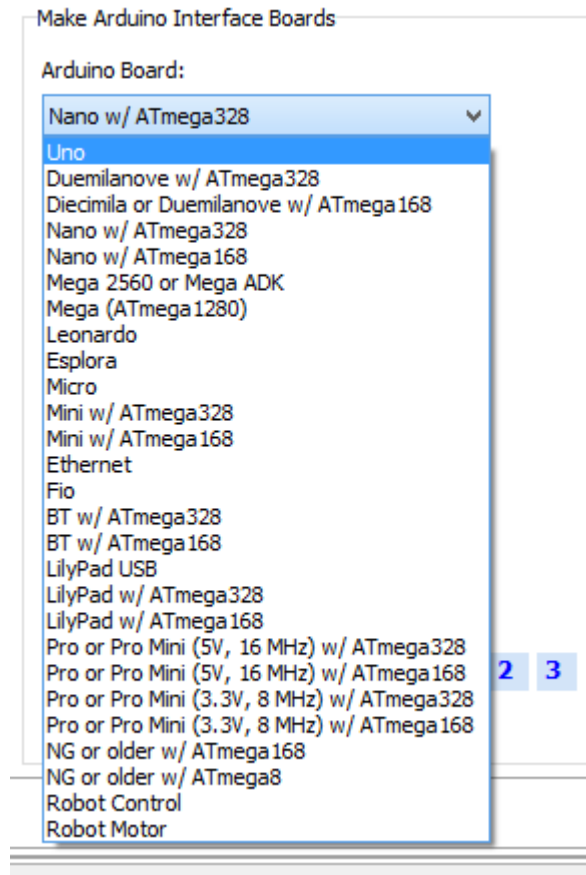 Make Arduino Interface Boards
Arduino Board:
Nano w/ ATmega328
Uno
Duemilanove w/ ATmega328
Diecimila or Duemilanove w/ ATmega168
Nano w/ ATmega328
Nano w/ ATmega168
Mega 2560 or Mega ADK
Mega (ATmega1280)
Leonardo
Esplora
Micro
Mini w/ ATmega328
Mini w/ ATmega168
Ethernet
Fio
BT w/ ATmega328
BT w/ ATmega168
LilyPad USB
LilyPad w/ ATmega328
LilyPad w/ ATmega168
Pro or Pro Mini (5V, 16 MHz) w/ ATmega328
Pro or Pro Mini (5V, 16 MHz) w/ ATmega168 2 3
Pro or Pro Mini (3.3V, 8 MHz) w/ ATmega328
Pro or Pro Mini (3.3V, 8 MHz) w/ ATmega168
NG or older w/ ATmega168
NG or older w/ ATmega8
Robot Control
Robot Motor